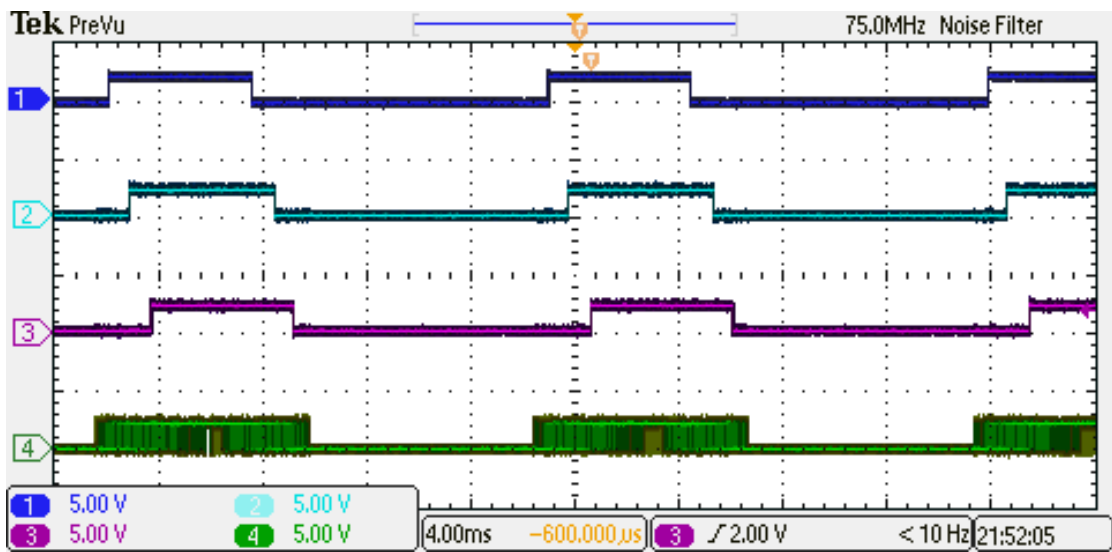 Tek PreVu 75.0MHz Noise Filter
T
T
1
2
3
4
1 5.00 V 2 5.00 V
3 5.00 V 4 5.00 V
4.00ms -600.000µs 3 2.00 V < 10 Hz 21:52:05